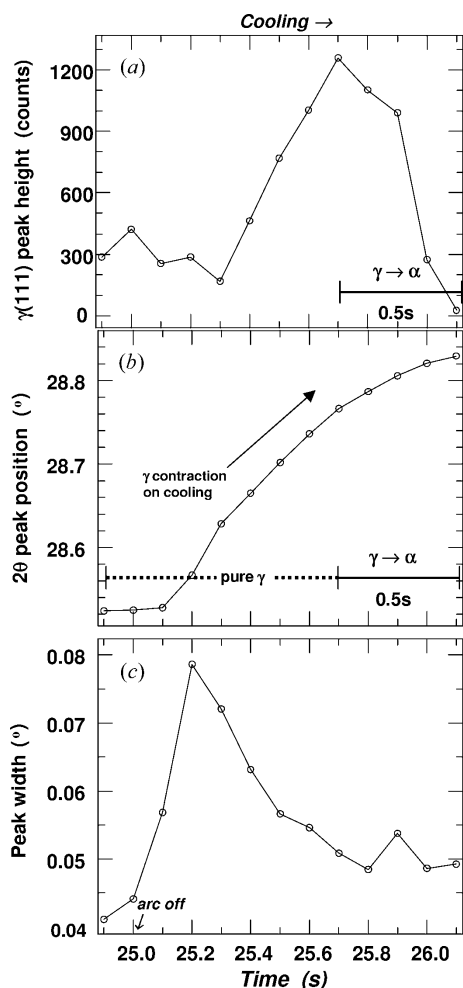 Cooling →
(a)
γ(111) peak height (counts)
1200
900
600
300
0
γ → α
0.5s
(b)
2θ peak position (º)
28.8
28.7
28.6
γ contraction
on cooling
pure γ
γ → α
0.5s
(c)
Peak width (º)
0.08
0.07
0.06
0.05
0.04
arc off
25.0 25.2 25.4 25.6 25.8 26.0
Time (s)